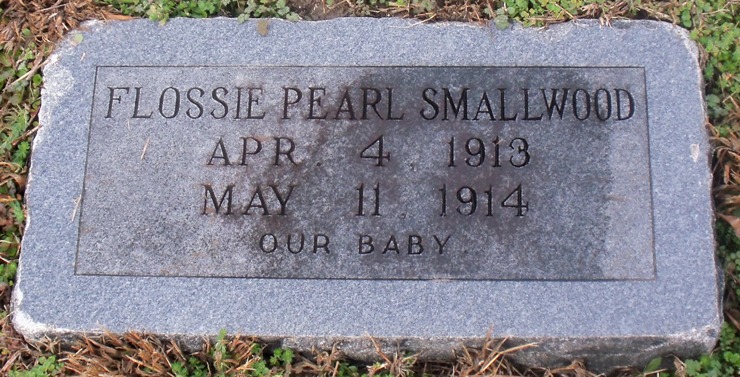 FLOSSIE PEARL SMALLWOOD
APR. 4, 1913
MAY 11, 1914
OUR BABY.